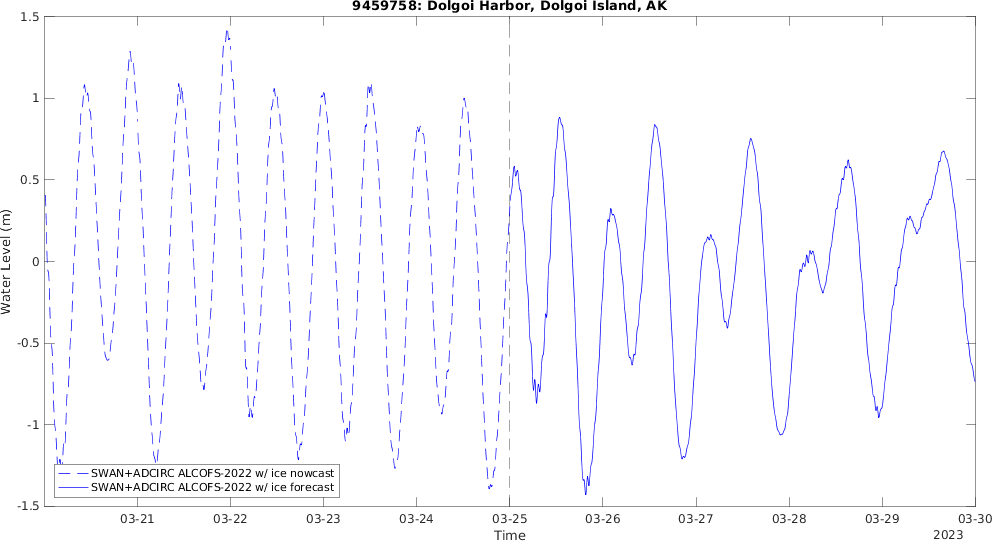 9459758: Dolgoi Harbor, Dolgoi Island, AK
1.5
1
0.5
0
-0.5
-1
-1.5
Water Level (m)
SWAN+ADCIRC ALCOFS-2022 w/ ice nowcast
SWAN+ADCIRC ALCOFS-2022 w/ ice forecast
03-21 03-22 03-23 03-24 03-25 03-26 03-27 03-28 03-29 03-30
Time
2023